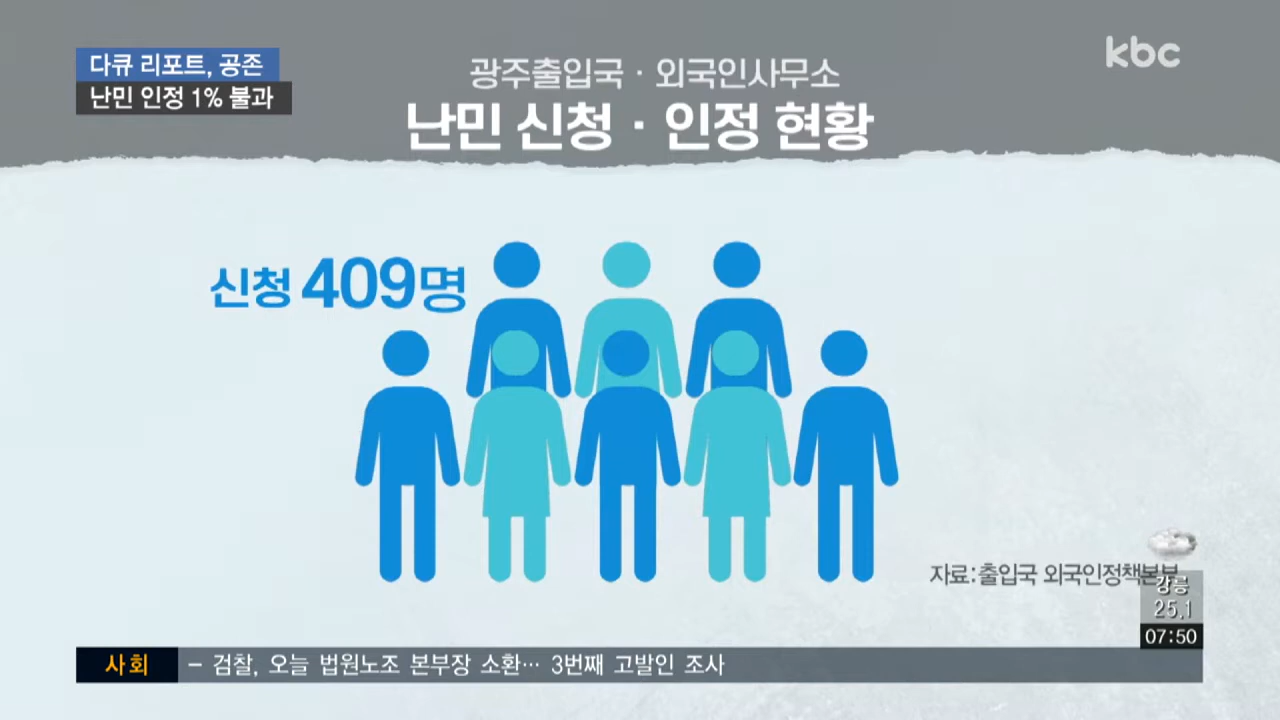 다큐 리포트, 공존
난민 인정 1% 불과
kbc
광주출입국 · 외국인사무소
난민 신청 · 인정 현황
신청 409명
자료:출입국 외국인정책본부
강릉
25.1
07:50
사회
- 검찰, 오늘 법원노조 본부장 소환… 3번째 고발인 조사